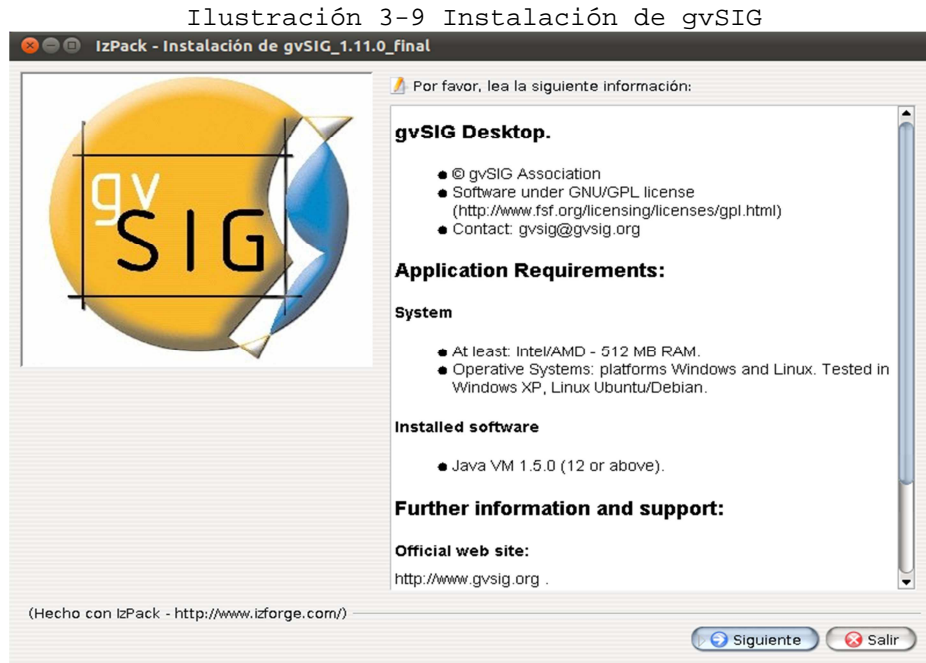 Ilustración 3-9 Instalación de gvSIG
IzPack - Instalación de gvSIG_1.11.0_final
gv
SIG
Por favor, lea la siguiente información:
gvSIG Desktop.
© gvSIG Association
Software under GNU/GPL license
(http://www.fsf.org/licensing/licenses/gpl.html)
Contact: gvsig@gvsig.org
Application Requirements:
System
At least: Intel/AMD - 512 MB RAM.
Operative Systems: platforms Windows and Linux. Tested in
Windows XP, Linux Ubuntu/Debian.
Installed software
Java VM 1.5.0 (12 or above).
Further information and support:
Official web site:
http://www.gvsig.org .
(Hecho con IzPack - http://www.izforge.com/)
Siguiente
Salir